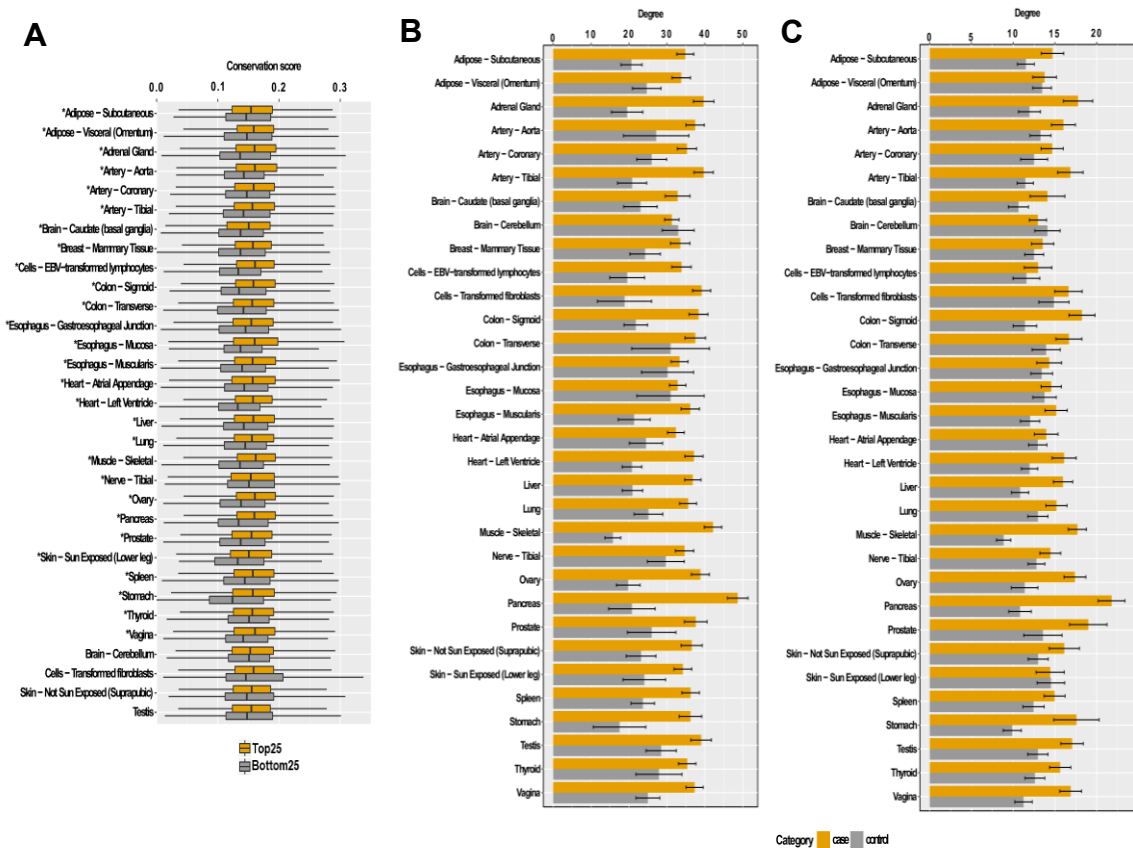 A
Conservation score
0.0 0.1 0.2 0.3
*Adipose − Subcutaneous
*Adipose − Visceral (Omentum)
*Adrenal Gland
*Artery − Aorta
*Artery − Coronary
*Artery − Tibial
*Brain − Caudate (basal ganglia)
*Breast − Mammary Tissue
*Cells − EBV−transformed lymphocytes
*Colon − Sigmoid
*Colon − Transverse
*Esophagus − Gastroesophageal Junction
*Esophagus − Mucosa
*Esophagus − Muscularis
*Heart − Atrial Appendage
*Heart − Left Ventricle
*Liver
*Lung
*Muscle − Skeletal
*Nerve − Tibial
*Ovary
*Pancreas
*Prostate
*Skin − Sun Exposed (Lower leg)
*Spleen
*Stomach
*Thyroid
*Vagina
Brain − Cerebellum
Cells − Transformed fibroblasts
Skin − Not Sun Exposed (Suprapubic)
Testis
Top25
Bottom25
B
Degree
0 10 20 30 40 50
Adipose − Subcutaneous
Adipose − Visceral (Omentum)
Adrenal Gland
Artery − Aorta
Artery − Coronary
Artery − Tibial
Brain − Caudate (basal ganglia)
Brain − Cerebellum
Breast − Mammary Tissue
Cells − EBV−transformed lymphocytes
Cells − Transformed fibroblasts
Colon − Sigmoid
Colon − Transverse
Esophagus − Gastroesophageal Junction
Esophagus − Mucosa
Esophagus − Muscularis
Heart − Atrial Appendage
Heart − Left Ventricle
Liver
Lung
Muscle − Skeletal
Nerve − Tibial
Ovary
Pancreas
Prostate
Skin − Not Sun Exposed (Suprapubic)
Skin − Sun Exposed (Lower leg)
Spleen
Stomach
Testis
Thyroid
Vagina
C
Degree
0 10 20
Adipose − Subcutaneous
Adipose − Visceral (Omentum)
Adrenal Gland
Artery − Aorta
Artery − Coronary
Artery − Tibial
Brain − Caudate (basal ganglia)
Brain − Cerebellum
Breast − Mammary Tissue
Cells − EBV−transformed lymphocytes
Cells − Transformed fibroblasts
Colon − Sigmoid
Colon − Transverse
Esophagus − Gastroesophageal Junction
Esophagus − Mucosa
Esophagus − Muscularis
Heart − Atrial Appendage
Heart − Left Ventricle
Liver
Lung
Muscle − Skeletal
Nerve − Tibial
Ovary
Pancreas
Prostate
Skin − Not Sun Exposed (Suprapubic)
Skin − Sun Exposed (Lower leg)
Spleen
Stomach
Testis
Thyroid
Vagina
Category case control